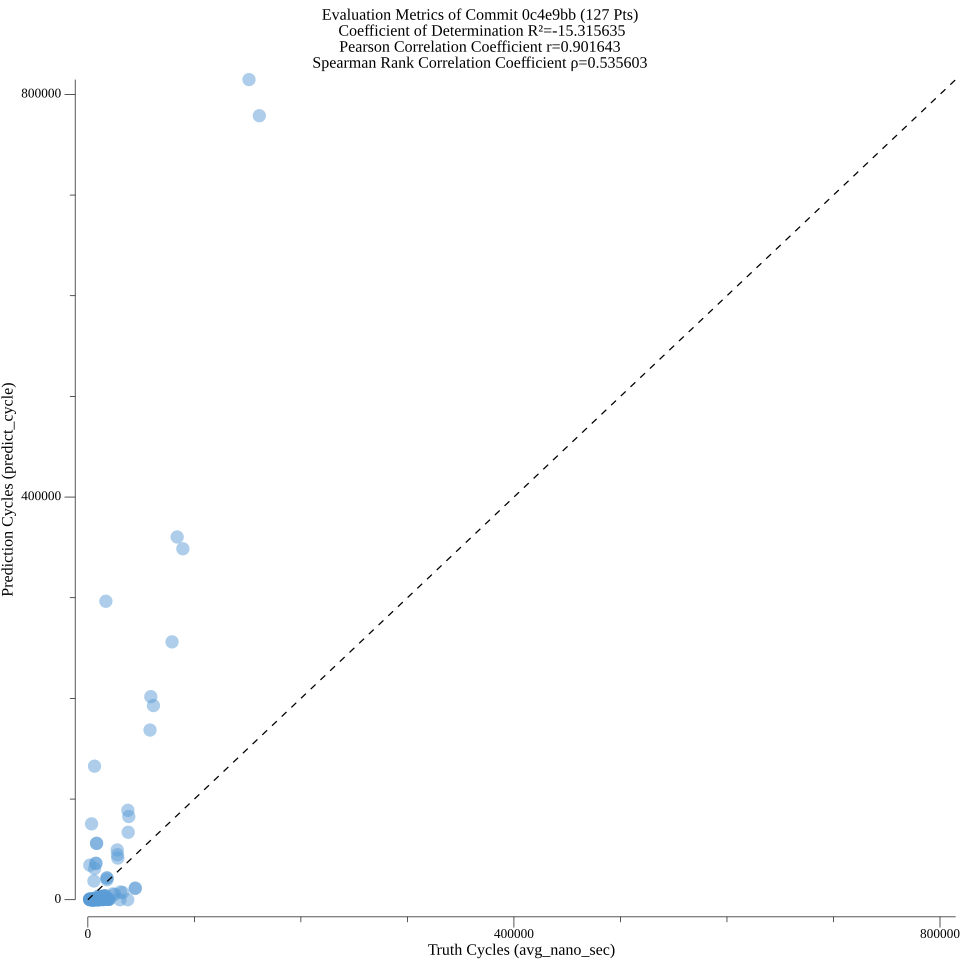 Evaluation Metrics of Commit 0c4e9bb (127 Pts)
Coefficient of Determination R²=-15.315635
Pearson Correlation Coefficient r=0.901643
Spearman Rank Correlation Coefficient ρ=0.535603
800000
400000
0
Prediction Cycles (predict_cycle)
0
400000
800000
Truth Cycles (avg_nano_sec)